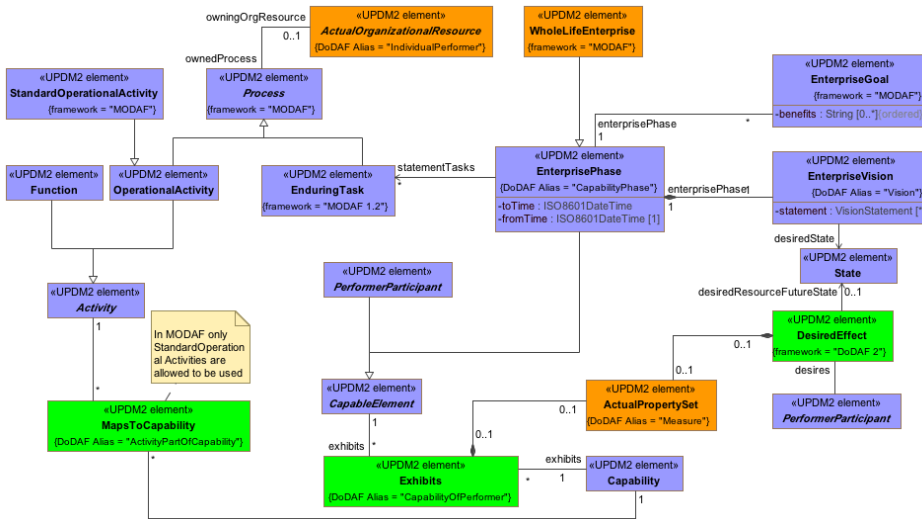 owningOrgResource
0..1
ownedProcess
«UPDM2 element»
ActualOrganizationalResource
{DoDAF Alias = "IndividualPerformer"}
«UPDM2 element»
WholeLifeEnterprise
{framework = "MODAF"}
«UPDM2 element»
EnterpriseGoal
{framework = "MODAF"}
-benefits : String [0..*]{ordered}
«UPDM2 element»
StandardOperationalActivity
{framework = "MODAF"}
«UPDM2 element»
Process
{framework = "MODAF"}
enterprisePhase
1
*
«UPDM2 element»
Function
«UPDM2 element»
OperationalActivity
«UPDM2 element»
EnduringTask
{framework = "MODAF 1.2"}
statementTasks
*
«UPDM2 element»
EnterprisePhase
{DoDAF Alias = "CapabilityPhase"}
-toTime : ISO8601DateTime
-fromTime : ISO8601DateTime [1]
enterprisePhase
1
1
«UPDM2 element»
EnterpriseVision
{DoDAF Alias = "Vision"}
-statement : VisionStatement [*
desiredState
«UPDM2 element»
State
desiredResourceFutureState
0..1
«UPDM2 element»
PerformerParticipant
«UPDM2 element»
Activity
1
*
In MODAF only
StandardOperation
al Activities are
allowed to be used
«UPDM2 element»
DesiredEffect
{framework = "DoDAF 2"}
0..1
0..1
desires
«UPDM2 element»
PerformerParticipant
«UPDM2 element»
CapableElement
1
exhibits
*
«UPDM2 element»
ActualPropertySet
{DoDAF Alias = "Measure"}
0..1
0..1
«UPDM2 element»
MapsToCapability
{DoDAF Alias = "ActivityPartOfCapability"}
*
«UPDM2 element»
Exhibits
{DoDAF Alias = "CapabilityOfPerformer"}
exhibits
*
1
«UPDM2 element»
Capability
1